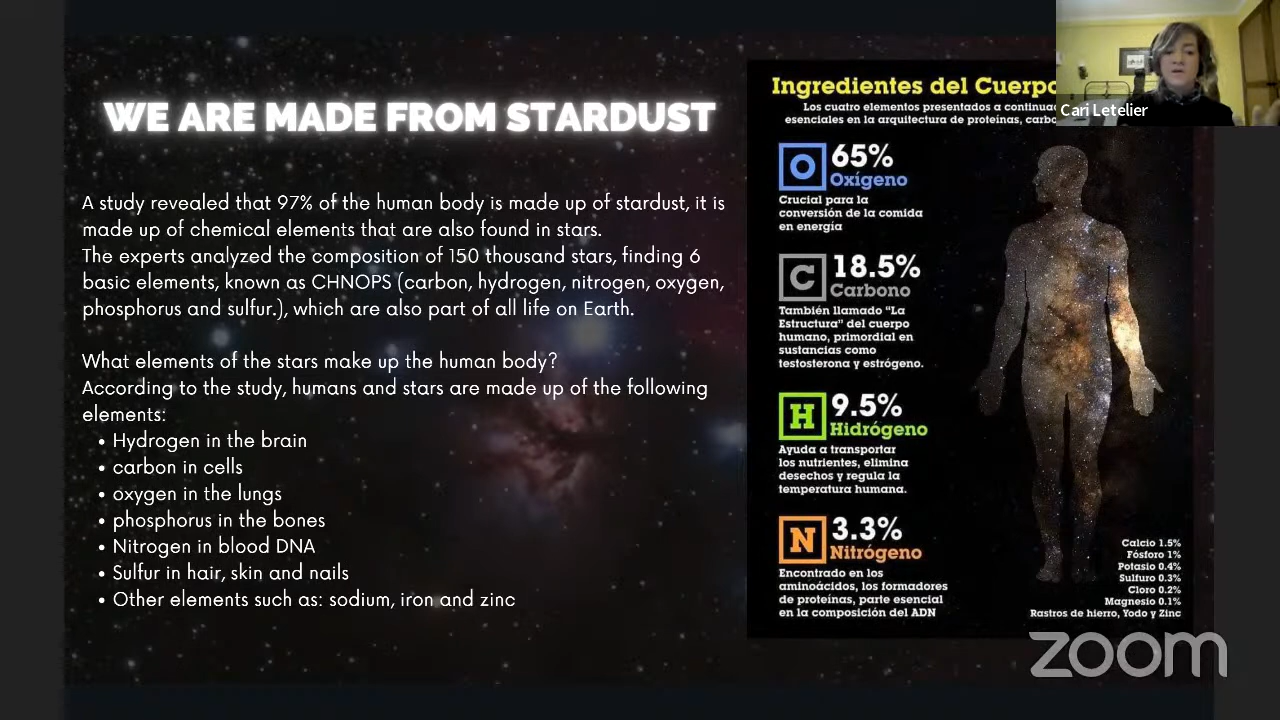 WE ARE MADE FROM STARDUST
A study revealed that 97% of the human body is made up of stardust, it is
made up of chemical elements that are also found in stars.
The experts analyzed the composition of 150 thousand stars, finding 6
basic elements, known as CHNOPS (carbon, hydrogen, nitrogen, oxygen,
phosphorus and sulfur.), which are also part of all life on Earth.
What elements of the stars make up the human body?
According to the study, humans and stars are made up of the following
elements:
• Hydrogen in the brain
• carbon in cells
• oxygen in the lungs
• phosphorus in the bones
• Nitrogen in blood DNA
• Sulfur in hair, skin and nails
• Other elements such as: sodium, iron and zinc
Ingredientes del Cuerpo
Los cuatro elementos presentados a
esenciales en la arquitectura de proteínas,
O 65%
Oxígeno
Crucial para la
conversión de la comida
en energía
C 18.5%
Carbono
También llamado “La
Estructura” del cuerpo
humano, primordial en
sustancias como
testosterona y estrógeno.
H 9.5%
Hidrógeno
Ayuda a transportar
los nutrientes, elimina
desechos y regula la
temperatura humana.
N 3.3%
Nitrógeno
Encontrado en los
aminoácidos, los formadores
de proteínas, parte esencial
en la composición del ADN
Calcio 1.5%
Fósforo 1%
Potasio 0.4%
Sulfuro 0.3%
Cloro 0.2%
Magnesio 0.1%
Rastros de hierro, Yodo y Zinc
Cari Letelier
zoom